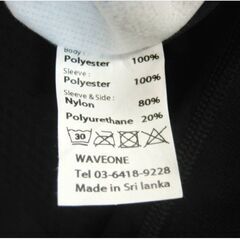 Body :
Polyester 100%
Sleeve :
Polyester 100%
Sleeve & Side :
Nylon 80%
Polyurethane 20%
30
WAVEONE
Tel 03-6418-9228
Made in Sri lanka